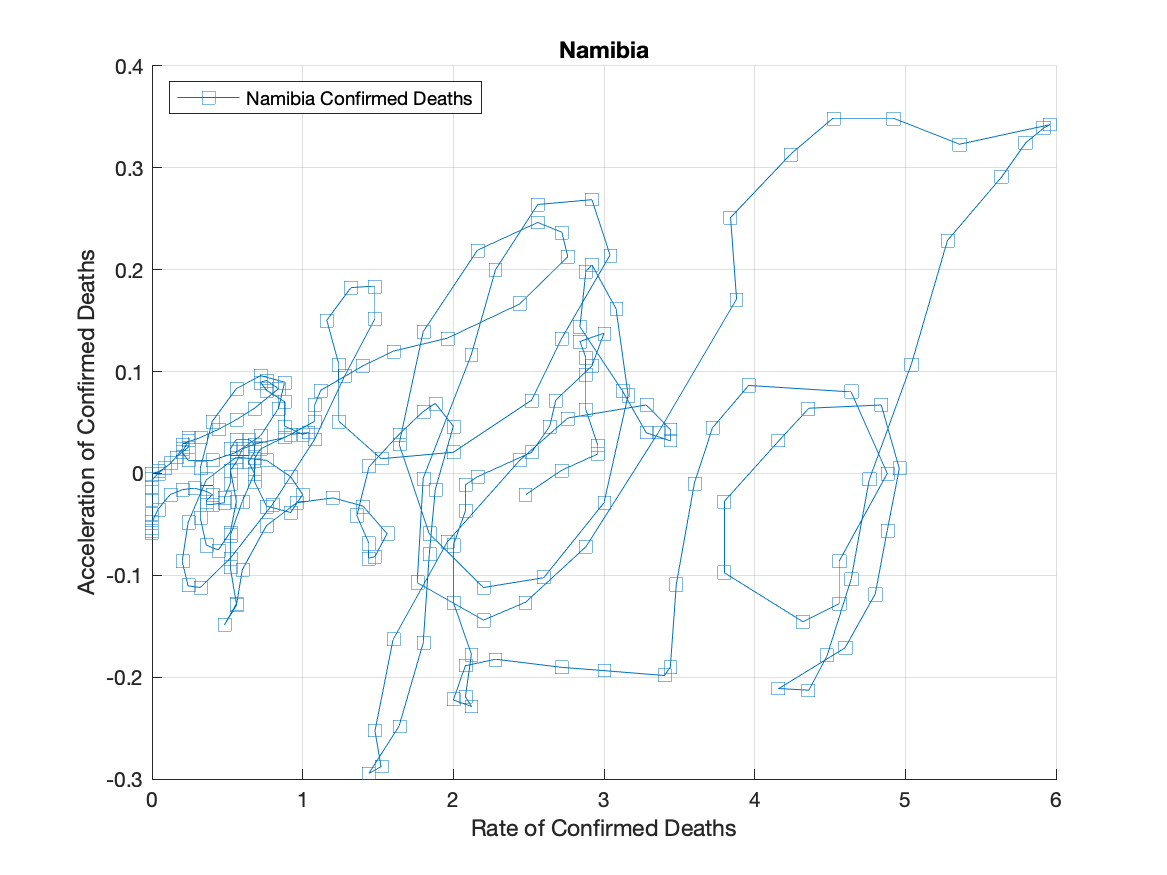 Namibia
0.4
Namibia Confirmed Deaths
0.3
0.2
0.1
0
-0.1
-0.2
-0.3
Acceleration of Confirmed Deaths
0 1 2 3 4 5 6
Rate of Confirmed Deaths